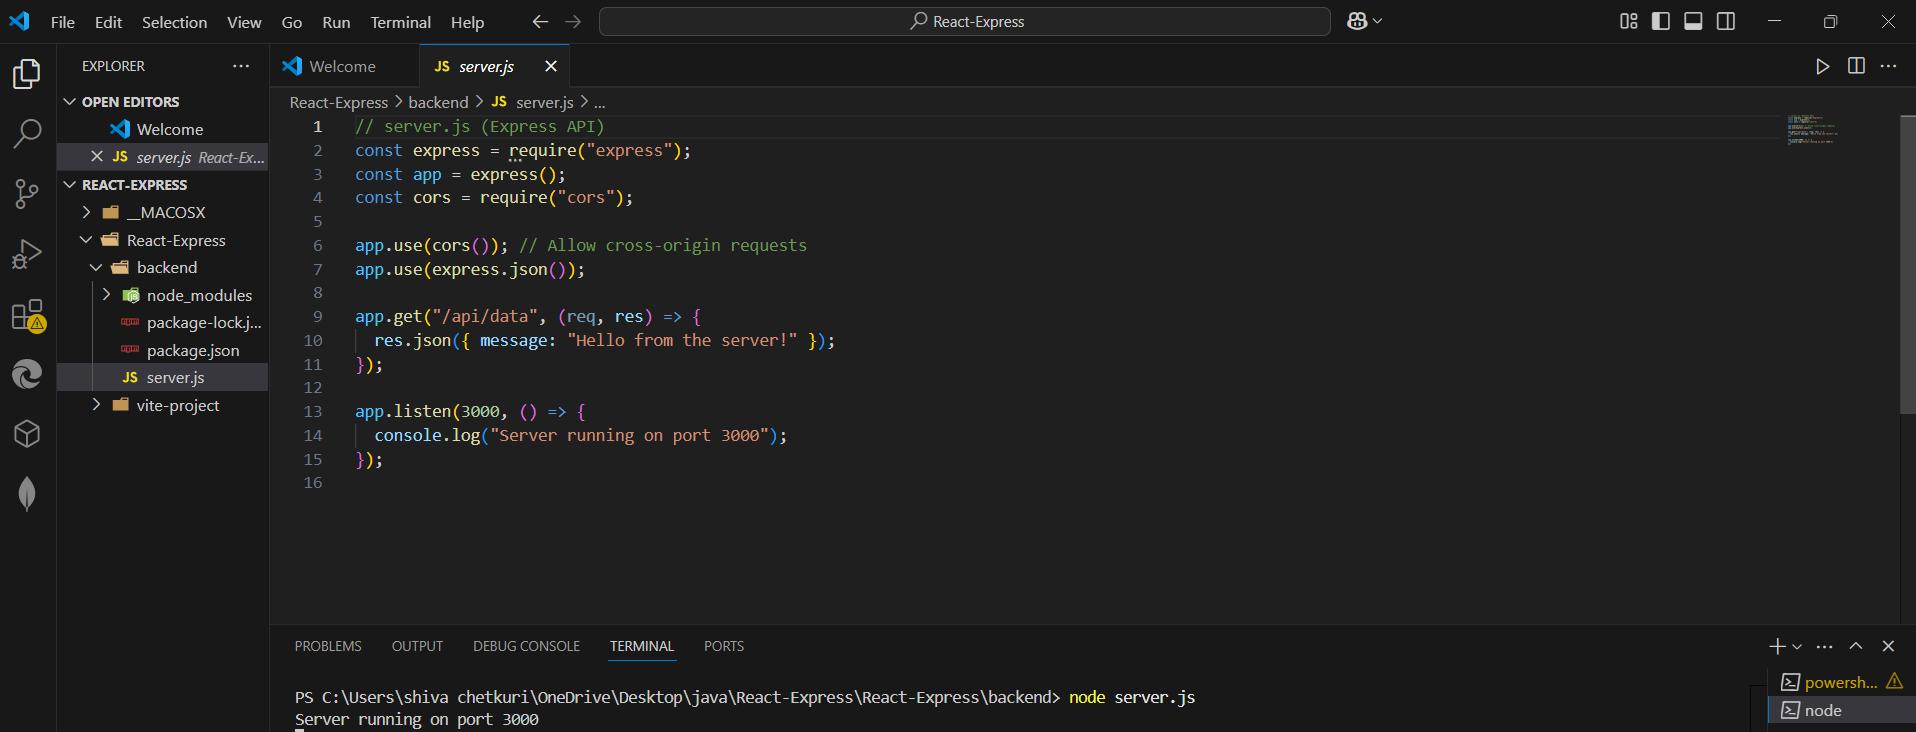 File Edit Selection View Go Run Terminal Help
React-Express
EXPLORER
Welcome
JS server.js
OPEN EDITORS
Welcome
JS server.js React-Ex...
REACT-EXPRESS
__MACOSX
React-Express
backend
node_modules
package-lock.j...
package.json
JS server.js
vite-project
React-Express > backend > JS server.js > ...
1 // server.js (Express API)
2 const express = require("express");
3 const app = express();
4 const cors = require("cors");
5
6 app.use(cors()); // Allow cross-origin requests
7 app.use(express.json());
8
9 app.get("/api/data", (req, res) => {
10 res.json({ message: "Hello from the server!" });
11 });
12
13 app.listen(3000, () => {
14 console.log("Server running on port 3000");
15 });
16
PROBLEMS OUTPUT DEBUG CONSOLE TERMINAL PORTS
PS C:\Users\shiva chetkuri\OneDrive\Desktop\java\React-Express\React-Express\backend> node server.js
Server running on port 3000
powersh...
node